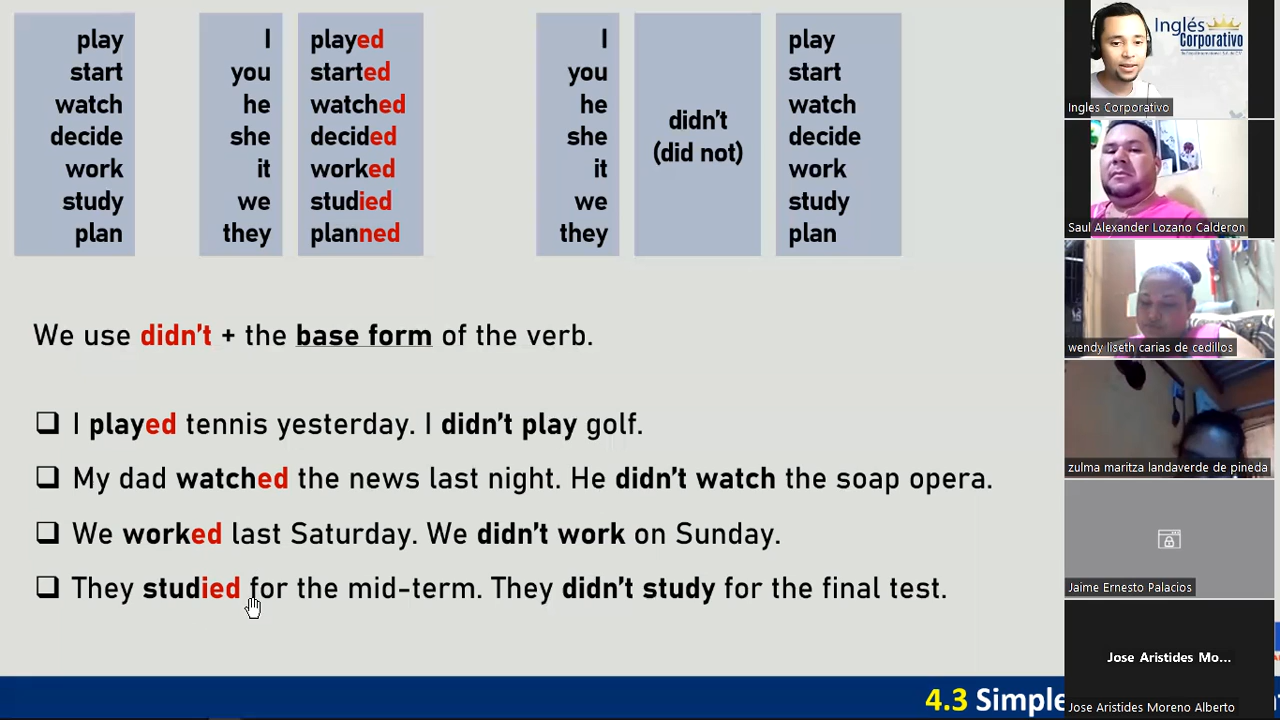 play I played I play
start you started you start
watch he watched he watch
decide she decided she didn't decide
work it worked it (did not) work
study we studied we study
plan they planned they plan
We use didn't + the base form of the verb.
I played tennis yesterday. I didn't play golf.
My dad watched the news last night. He didn't watch the soap opera.
We worked last Saturday. We didn't work on Sunday.
They studied for the mid-term. They didn't study for the final test.
4.3 Simple
Inglés
Corporativo
Ingles Corporativo
Saul Alexander Lozano Calderon
wendy liseth carias de cedillos
zulma maritza landaverde de pineda
Jaime Ernesto Palacios
Jose Aristides Mo...
Jose Aristides Moreno Alberto